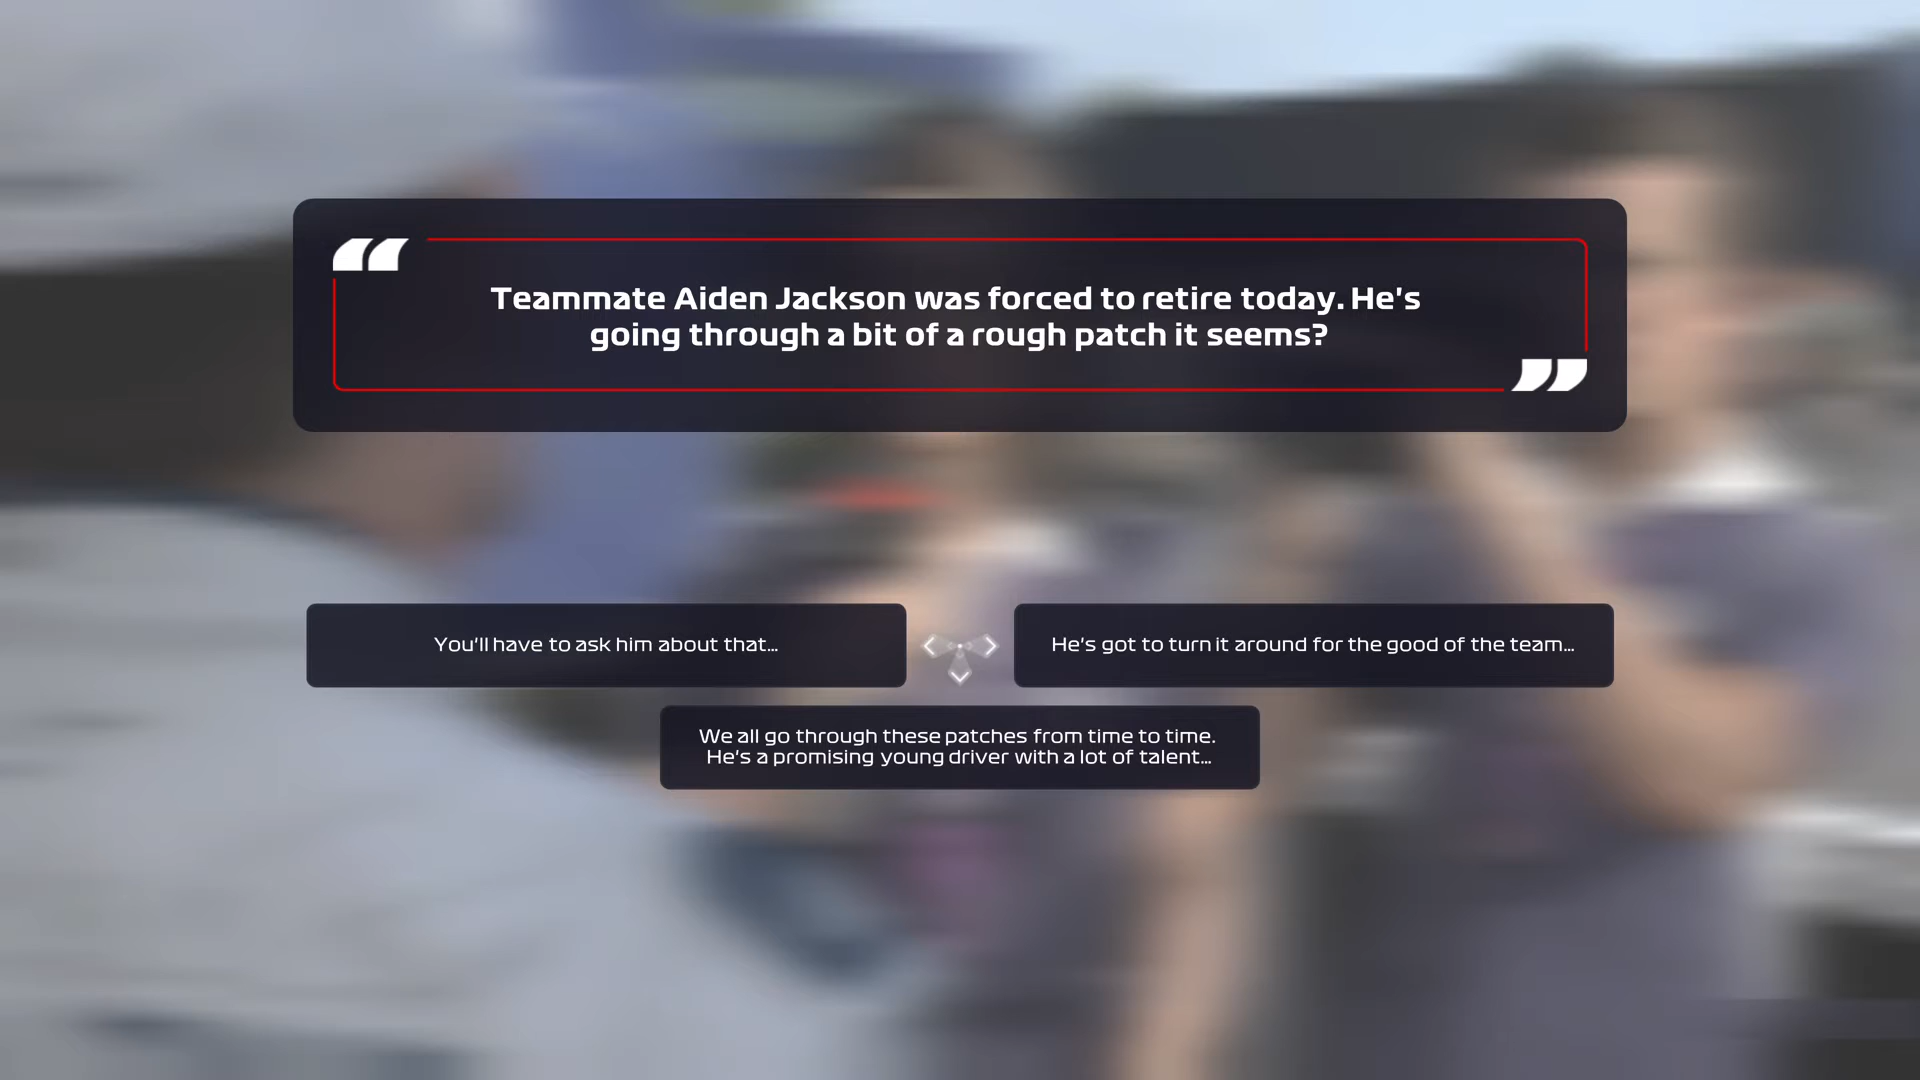 Teammate Aiden Jackson was forced to retire today. He's
going through a bit of a rough patch it seems?
You'll have to ask him about that...
He's got to turn it around for the good of the team...
We all go through these patches from time to time.
He's a promising young driver with a lot of talent...